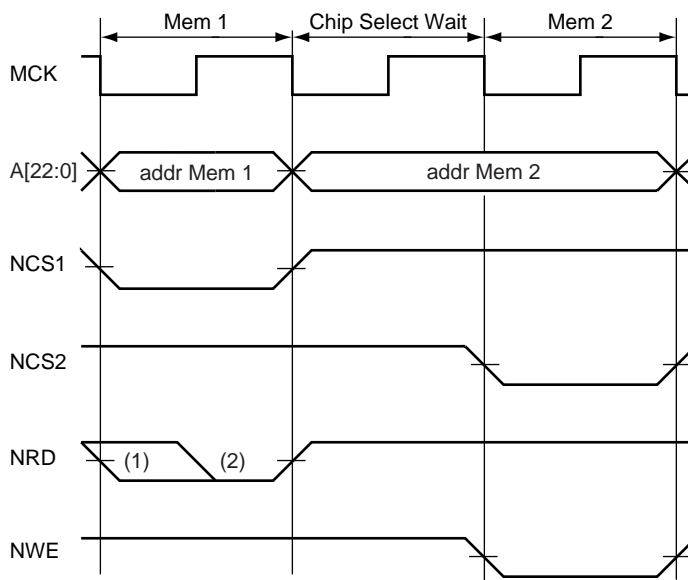 Mem 1 Chip Select Wait Mem 2
MCK
A[22:0] addr Mem 1 addr Mem 2
NCS1
NCS2
NRD (1) (2)
NWE